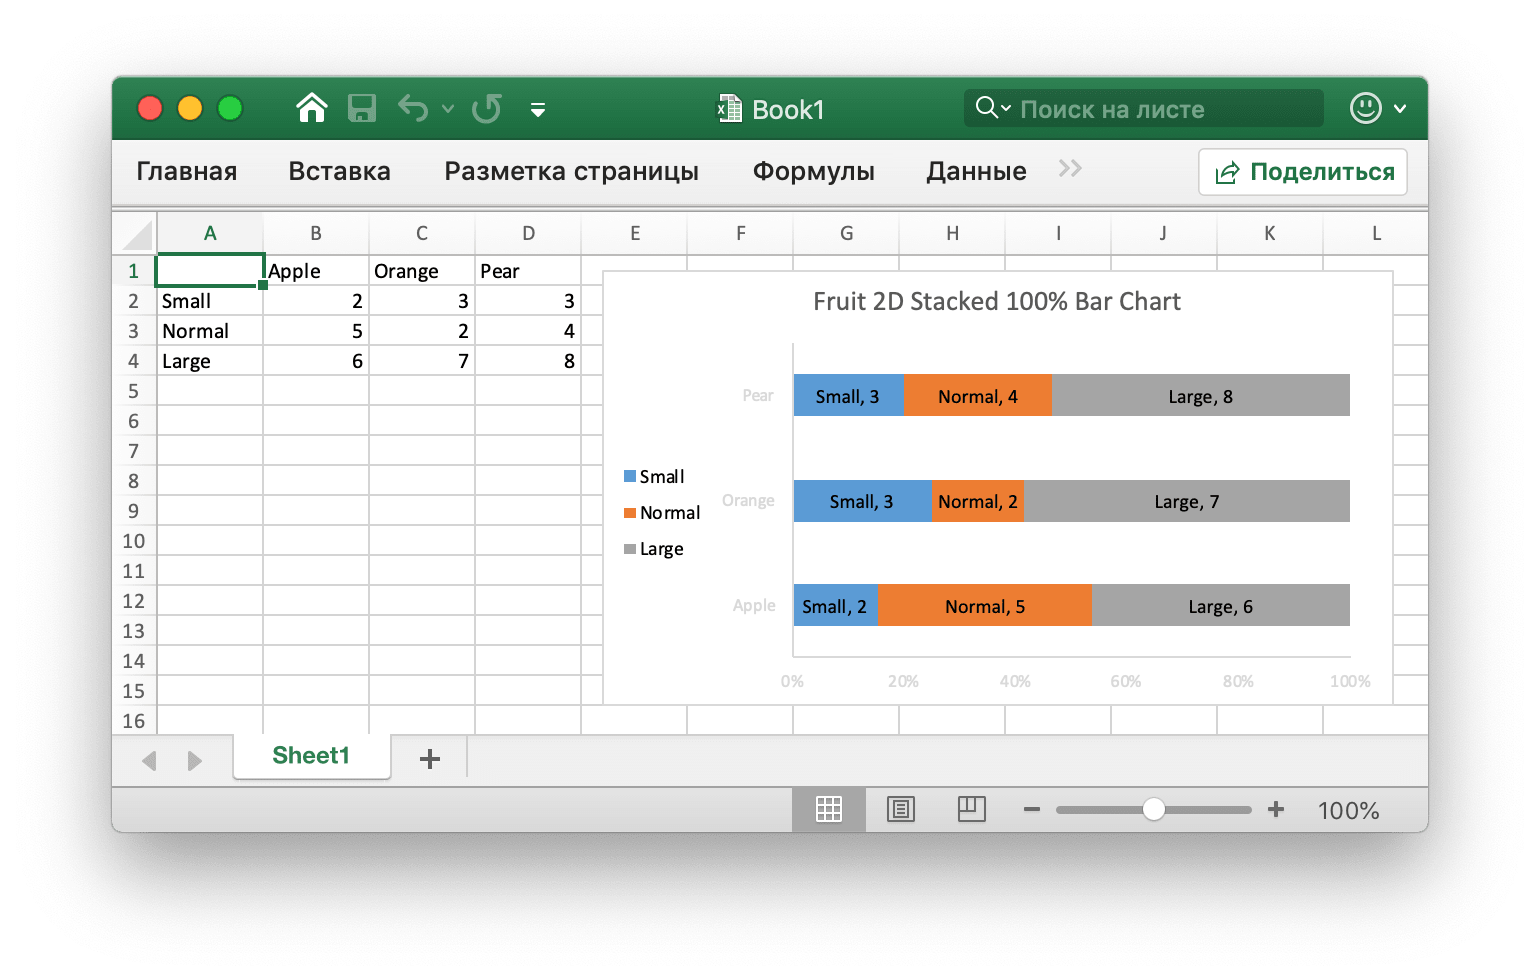 Book1
Поиск на листе
Главная Вставка Разметка страницы Формулы Данные Поделиться
A B C D E F G H I J K L
1 Apple Orange Pear
2 Small 2 3 3
3 Normal 5 2 4
4 Large 6 7 8
5
6
7
8
9
10
11
12
13
14
15
16
Fruit 2D Stacked 100% Bar Chart
Pear Small, 3 Normal, 4 Large, 8
Small
Normal
Large
Orange Small, 3 Normal, 2 Large, 7
Apple Small, 2 Normal, 5 Large, 6
0% 20% 40% 60% 80% 100%
Sheet1
100%